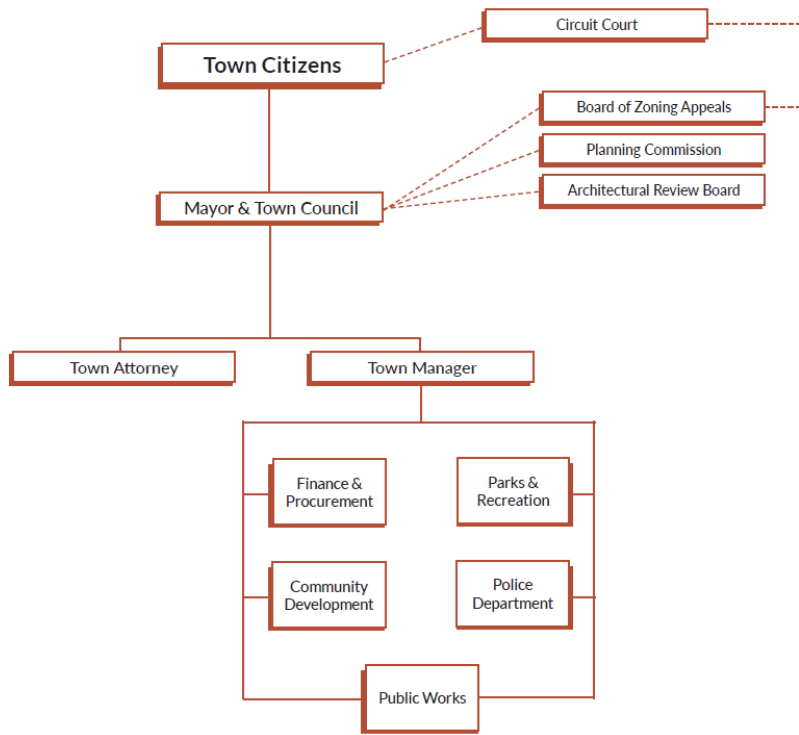 Circuit Court
Town Citizens
Board of Zoning Appeals
Planning Commission
Architectural Review Board
Mayor & Town Council
Town Attorney
Town Manager
Finance &
Procurement
Parks &
Recreation
Community
Development
Police
Department
Public Works